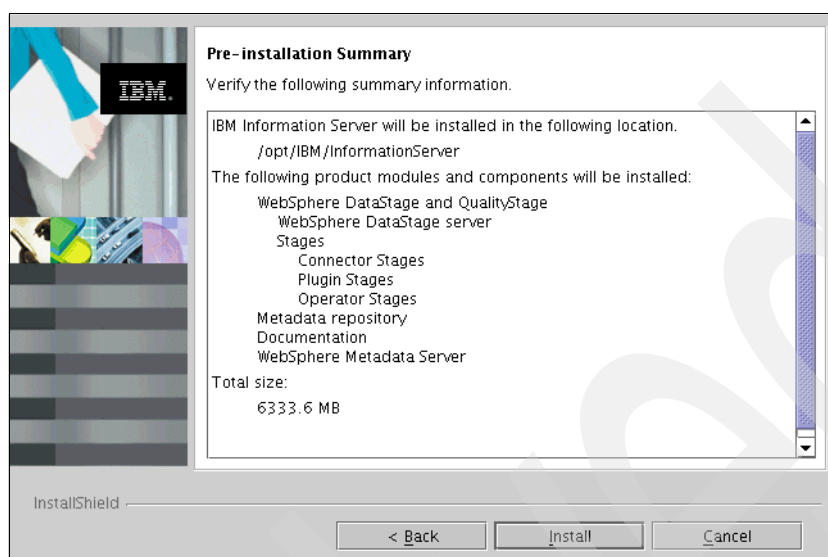 IBM.
Pre-installation Summary
Verify the following summary information.
IBM Information Server will be installed in the following location.
/opt/IBM/InformationServer
The following product modules and components will be installed:
WebSphere DataStage and QualityStage
WebSphere DataStage server
Stages
Connector Stages
Plugin Stages
Operator Stages
Metadata repository
Documentation
WebSphere Metadata Server
Total size:
6333.6 MB
InstallShield
< Back
Install
Cancel